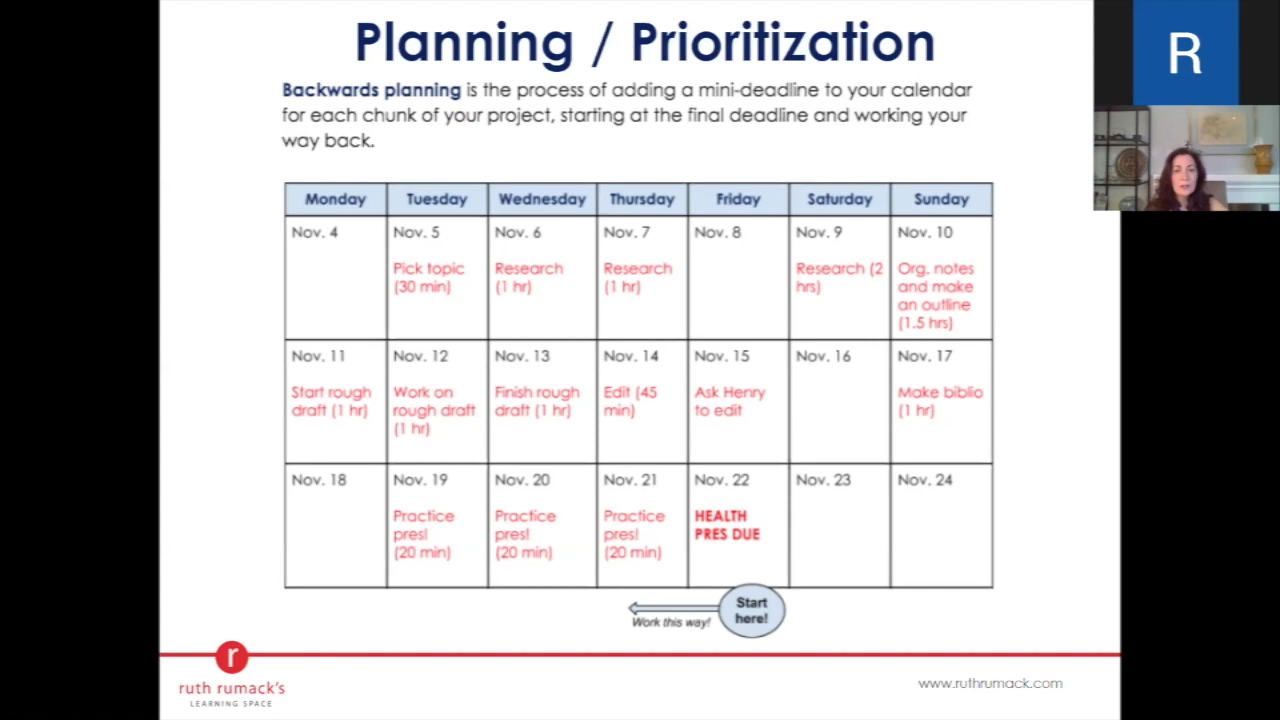 Planning / Prioritization
R
Backwards planning is the process of adding a mini-deadline to your calendar
for each chunk of your project, starting at the final deadline and working your
way back.
Monday Tuesday Wednesday Thursday Friday Saturday Sunday
Nov. 4 Nov. 5 Nov. 6 Nov. 7 Nov. 8 Nov. 9 Nov. 10
Pick topic Research Research Research (2 Org. notes
(30 min) (1 hr) (1 hr) hrs) and make
an outline
(1.5 hrs)
Nov. 11 Nov. 12 Nov. 13 Nov. 14 Nov. 15 Nov. 16 Nov. 17
Start rough Work on Finish rough Edit (45 Ask Henry Make biblio
draft (1 hr) rough draft draft (1 hr) min) to edit (1 hr)
(1 hr)
Nov. 18 Nov. 19 Nov. 20 Nov. 21 Nov. 22 Nov. 23 Nov. 24
Practice Practice Practice HEALTH
pres! pres! pres! PRES DUE
(20 min) (20 min) (20 min)
Start
here!
Work this way!
r
ruth rumack's
LEARNING SPACE
www.ruthrumack.com